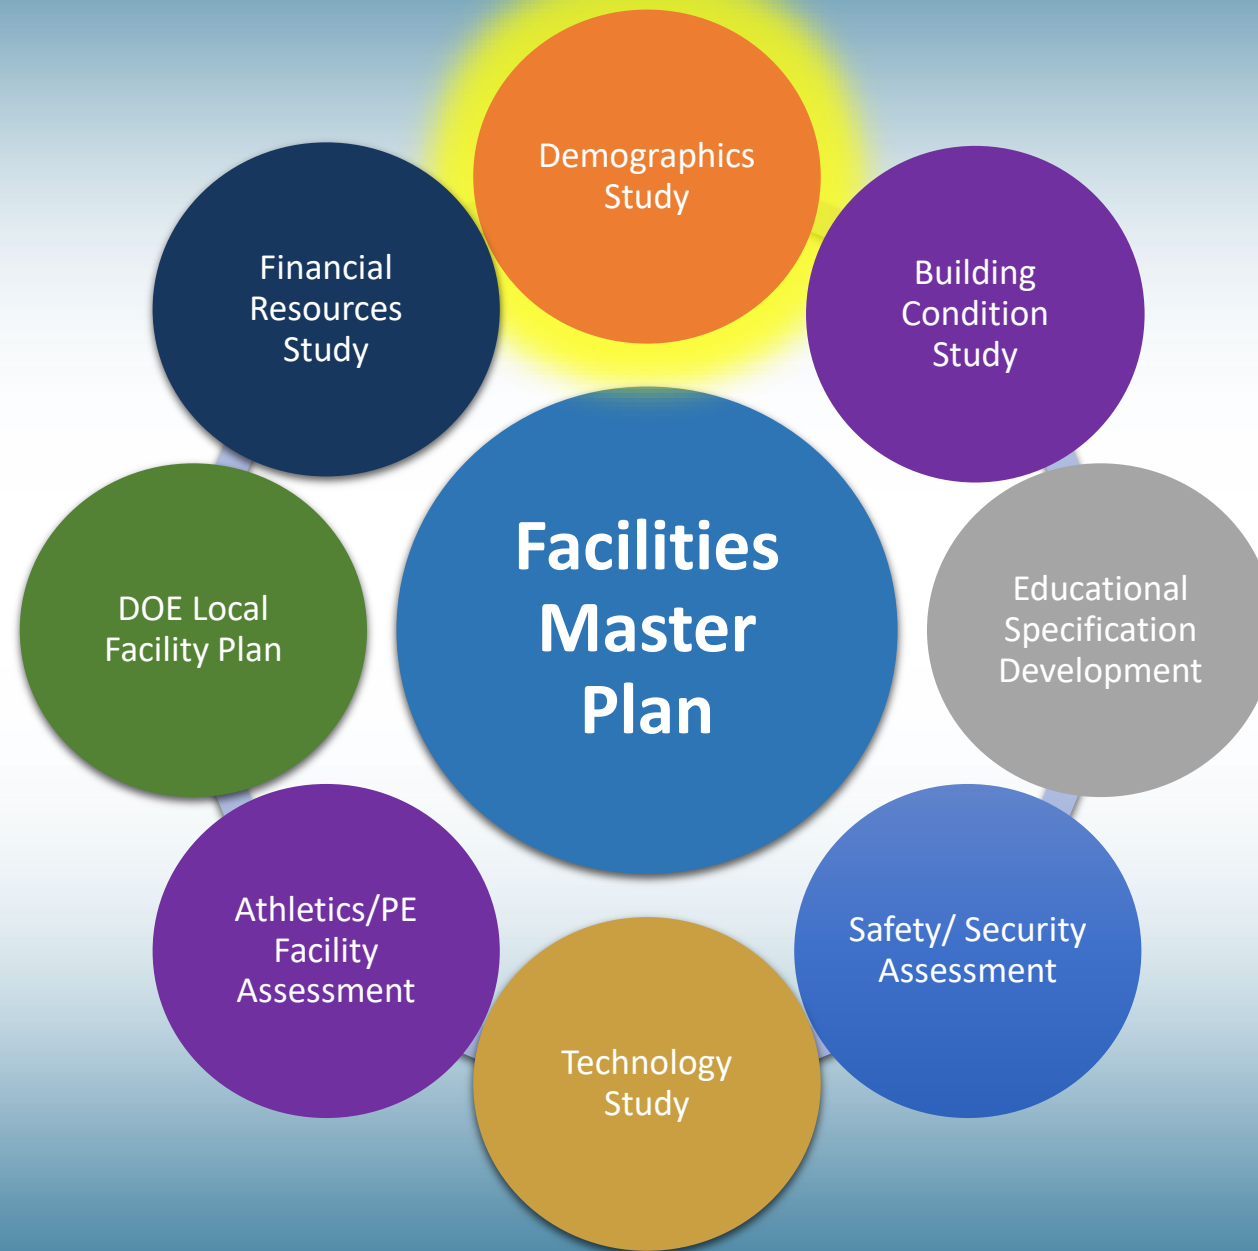 Demographics
Study
Financial
Resources
Study
Building
Condition
Study
Facilities
Master
Plan
DOE Local
Facility Plan
Educational
Specification
Development
Athletics/PE
Facility
Assessment
Safety/ Security
Assessment
Technology
Study